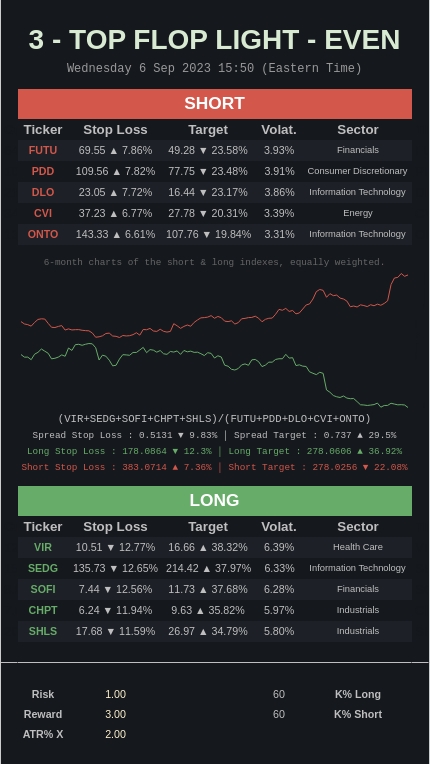 3 - TOP FLOP LIGHT - EVEN
Wednesday 6 Sep 2023 15:50 (Eastern Time)
SHORT
Ticker Stop Loss Target Volat. Sector
FUTU 69.55 ▲ 7.86% 49.28 ▼ 23.58% 3.93% Financials
PDD 109.56 ▲ 7.82% 77.75 ▼ 23.48% 3.91% Consumer Discretionary
DLO 23.05 ▲ 7.72% 16.44 ▼ 23.17% 3.86% Information Technology
CVI 37.23 ▲ 6.77% 27.78 ▼ 20.31% 3.39% Energy
ONTO 143.33 ▲ 6.61% 107.76 ▼ 19.84% 3.31% Information Technology
6-month charts of the short & long indexes, equally weighted.
(VIR+SEDG+SOFI+CHPT+SHLS)/(FUTU+PDD+DLO+CVI+ONTO)
Spread Stop Loss : 0.5131 ▼ 9.83% | Spread Target : 0.737 ▲ 29.5%
Long Stop Loss : 178.0864 ▼ 12.3% | Long Target : 278.0606 ▲ 36.92%
Short Stop Loss : 383.0714 ▲ 7.36% | Short Target : 278.0256 ▼ 22.08%
LONG
Ticker Stop Loss Target Volat. Sector
VIR 10.51 ▼ 12.77% 16.66 ▲ 38.32% 6.39% Health Care
SEDG 135.73 ▼ 12.65% 214.42 ▲ 37.97% 6.33% Information Technology
SOFI 7.44 ▼ 12.56% 11.73 ▲ 37.68% 6.28% Financials
CHPT 6.24 ▼ 11.94% 9.63 ▲ 35.82% 5.97% Industrials
SHLS 17.68 ▼ 11.59% 26.97 ▲ 34.79% 5.80% Industrials
Risk 1.00 60 K% Long
Reward 3.00 60 K% Short
ATR% X 2.00